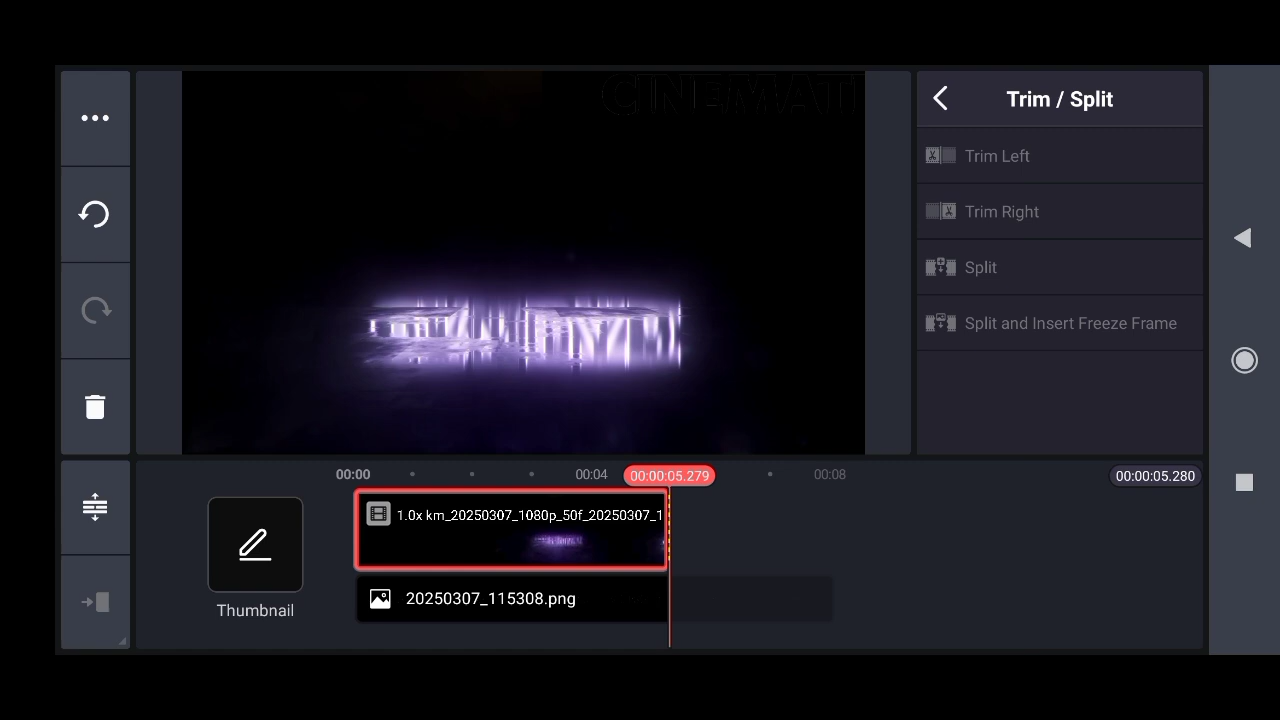 CINEMATI
Trim / Split
Trim Left
Trim Right
Split
Split and Insert Freeze Frame
00:00
00:04
00:00:05.279
00:08
00:00:05.280
1.0x km_20250307_1080p_50f_20250307_1
20250307_115308.png
Thumbnail